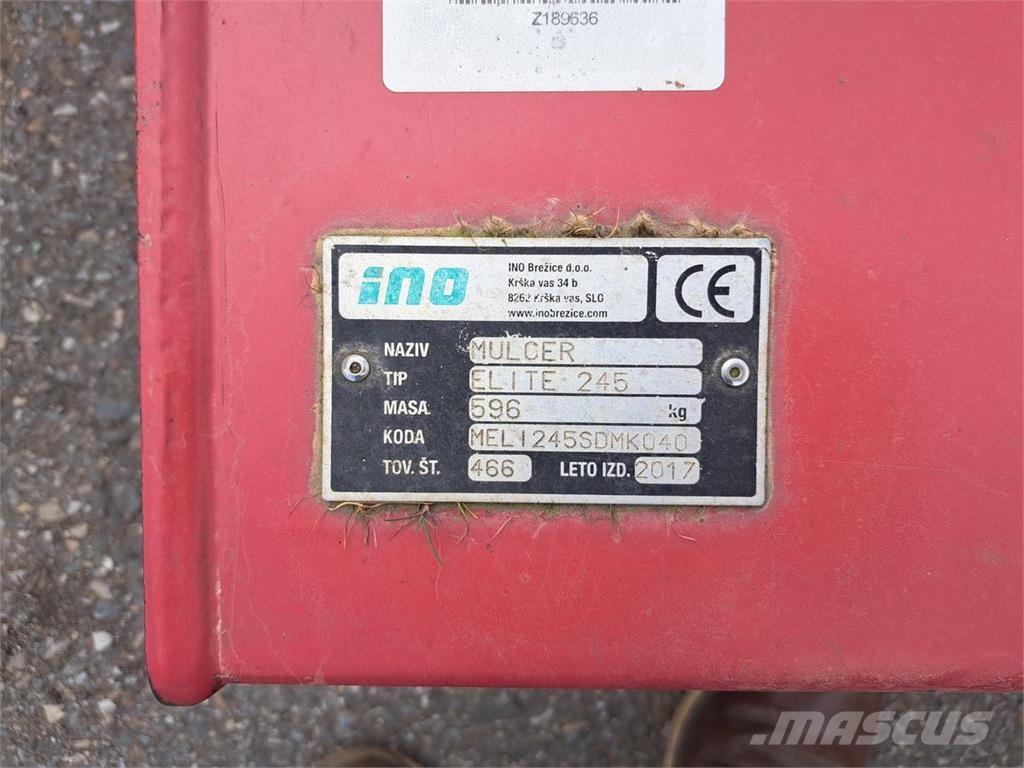 Z189636
ino
INO Brežice d.o.o.
Krška vas 34 b
8262 Krška vas, SLO
www.inobrezice.com
CE
NAZIV MULCER
TIP ELITE 245
MASA 596 kg
KODA MELI245SDMK040
TOV. ŠT. 466 LETO IZD. 2017
MASCUS